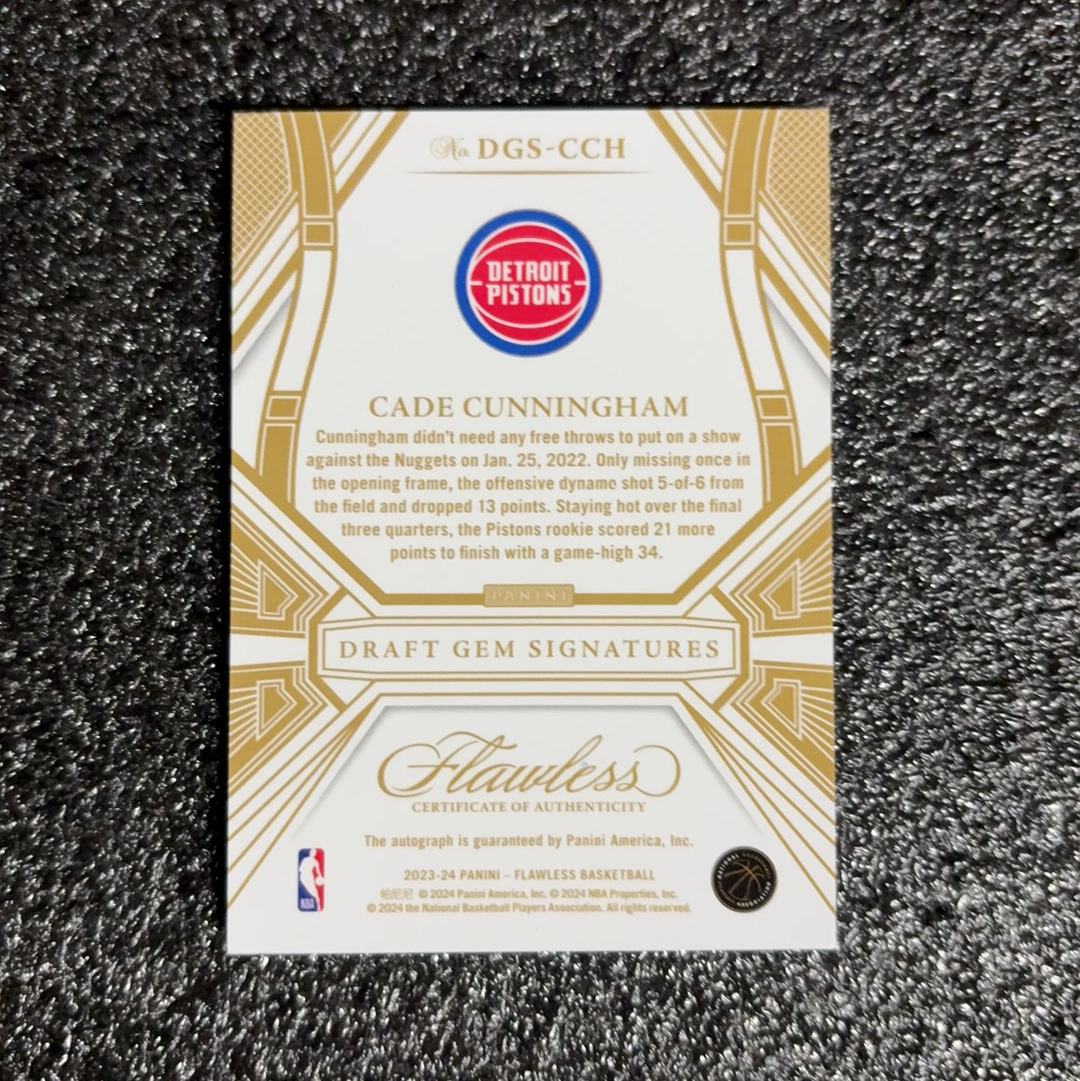 No DGS-CCH
DETROIT
PISTONS
CADE CUNNINGHAM
Cunningham didn't need any free throws to put on a show
against the Nuggets on Jan. 25, 2022. Only missing once in
the opening frame, the offensive dynamo shot 5-of-6 from
the field and dropped 13 points. Staying hot over the final
three quarters, the Pistons rookie scored 21 more
points to finish with a game-high 34.
PANINI
DRAFT GEM SIGNATURES
Flawless
CERTIFICATE OF AUTHENTICITY
The autograph is guaranteed by Panini America, Inc.
2023-24 PANINI – FLAWLESS BASKETBALL
帕尼尼 © 2024 Panini America, Inc. © 2024 NBA Properties, Inc.
© 2024 the National Basketball Players Association. All rights reserved.
NBA